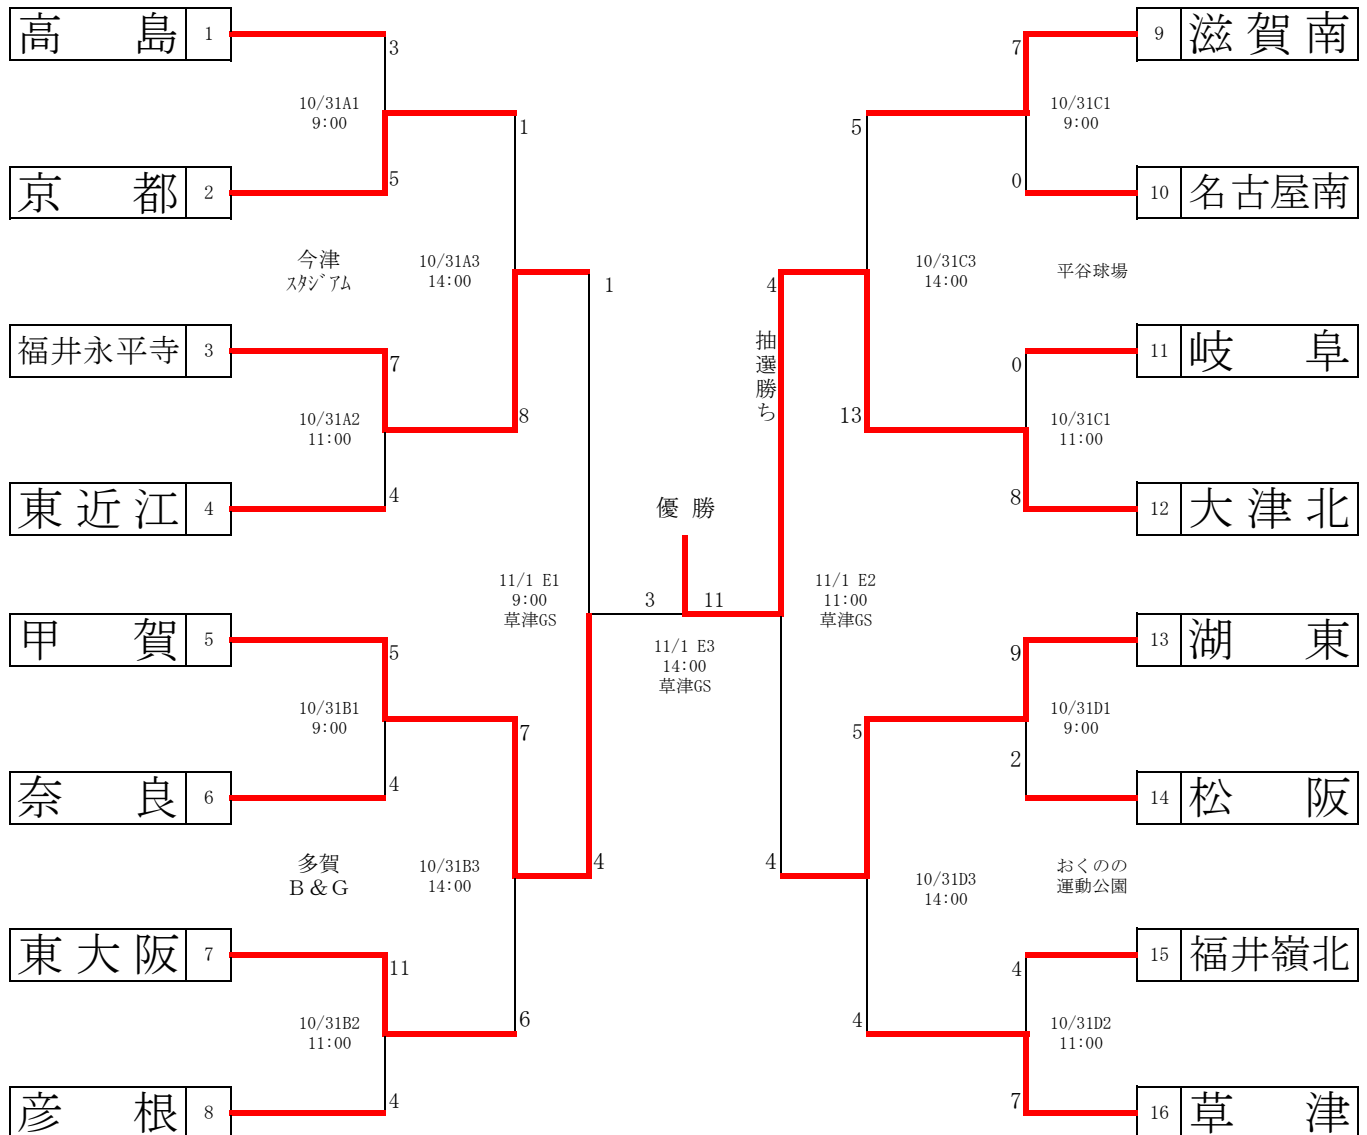 高島 1
3
10/31A1
9:00
1
京都 2
5
今津
ｽﾀｼﾞｱﾑ
10/31A3
14:00
1
福井永平寺 3
7
10/31A2
11:00
8
東近江 4
4
甲賀 5
5
10/31B1
9:00
7
奈良 6
4
多賀
B＆G
10/31B3
14:00
4
東大阪 7
11
10/31B2
11:00
6
彦根 8
4
11/1 E1
9:00
草津GS
優勝
3 11
11/1 E3
14:00
草津GS
11/1 E2
11:00
草津GS
抽選勝ち
9 滋賀南
7
10/31C1
9:00
5
10 名古屋南
0
平谷球場
10/31C3
14:00
4
11 岐阜
0
10/31C1
11:00
13
12 大津北
8
13 湖東
9
10/31D1
9:00
5
14 松阪
2
おくのの
運動公園
10/31D3
14:00
4
15 福井嶺北
4
10/31D2
11:00
4
16 草津
7